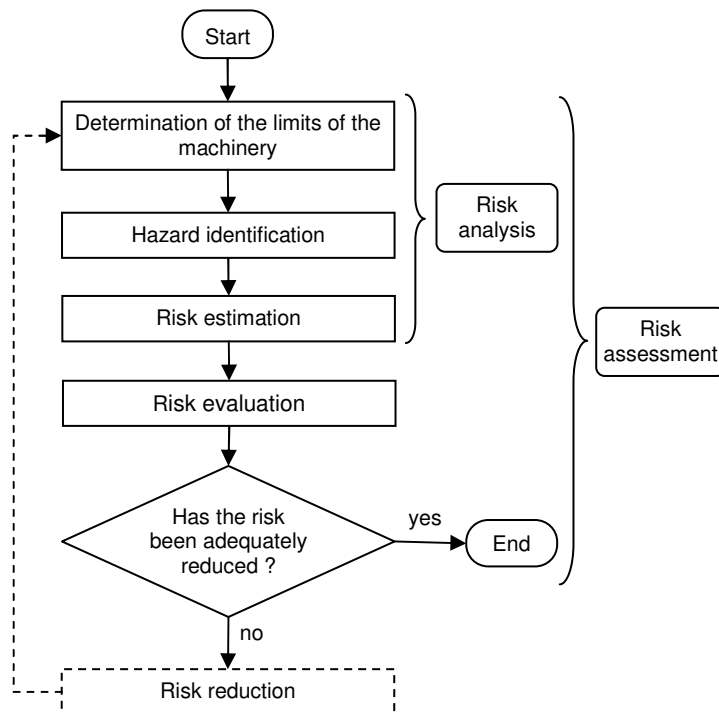 Start
Determination of the limits of the
machinery
Hazard identification
Risk
analysis
Risk estimation
Risk
assessment
Risk evaluation
Has the risk
been adequately
reduced ?
yes
End
no
Risk reduction